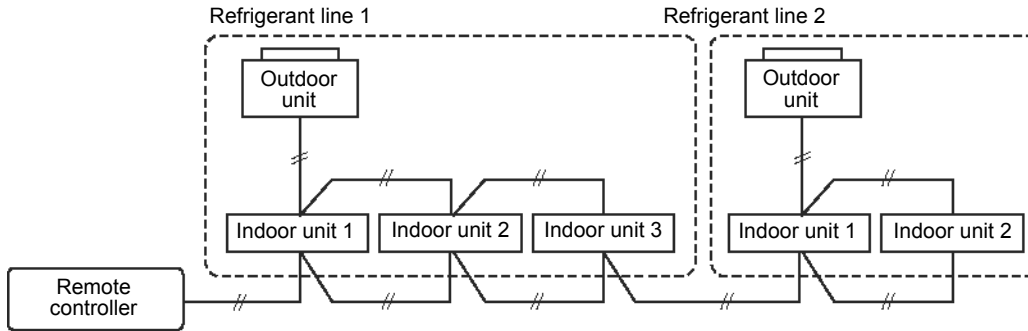 Refrigerant line 1
Refrigerant line 2
Outdoor
unit
Outdoor
unit
Indoor unit 1
Indoor unit 2
Indoor unit 3
Indoor unit 1
Indoor unit 2
Remote
controller